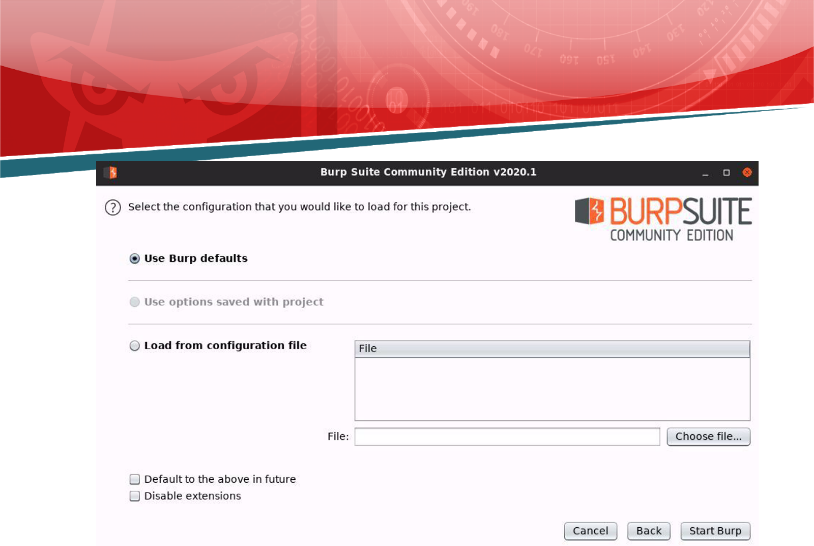 Burp Suite Community Edition v2020.1
Select the configuration that you would like to load for this project.
BURPSUITE
COMMUNITY EDITION
Use Burp defaults
Use options saved with project
Load from configuration file
File
File:
Choose file...
Default to the above in future
Disable extensions
Cancel
Back
Start Burp